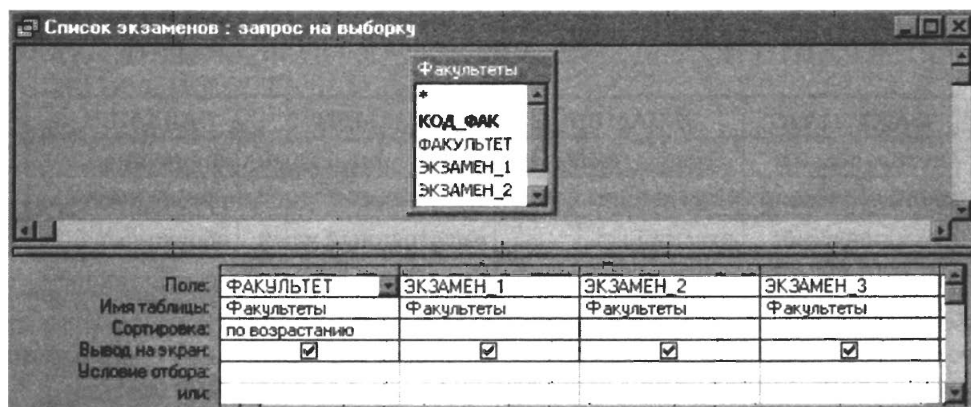 Список экзаменов : запрос на выборку
Факультеты
*
КОД_ФАК
ФАКУЛЬТЕТ
ЭКЗАМЕН_1
ЭКЗАМЕН_2
Поле: ФАКУЛЬТЕТ ЭКЗАМЕН_1 ЭКЗАМЕН_2 ЭКЗАМЕН_3
Имя таблицы: Факультеты Факультеты Факультеты Факультеты
Сортировка: по возрастанию
Вывод на экран:
Условие отбора:
или: